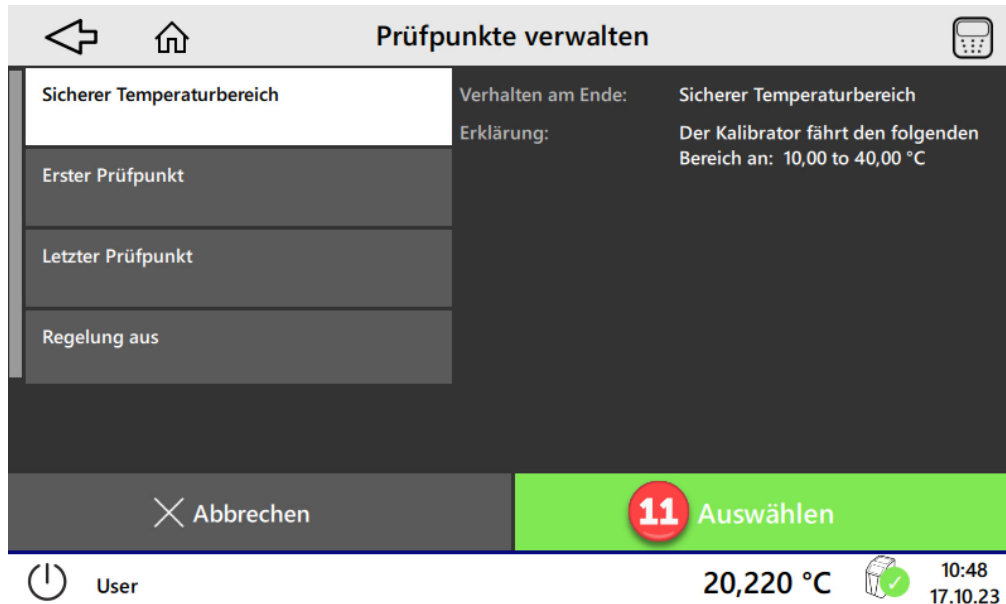 Prüfpunkte verwalten
Sicherer Temperaturbereich
Erster Prüfpunkt
Letzter Prüfpunkt
Regelung aus
Verhalten am Ende: Sicherer Temperaturbereich
Erklärung: Der Kalibrator fährt den folgenden
Bereich an: 10,00 to 40,00 °C
Abbrechen
11 Auswählen
User
20,220 °C
10:48
17.10.23